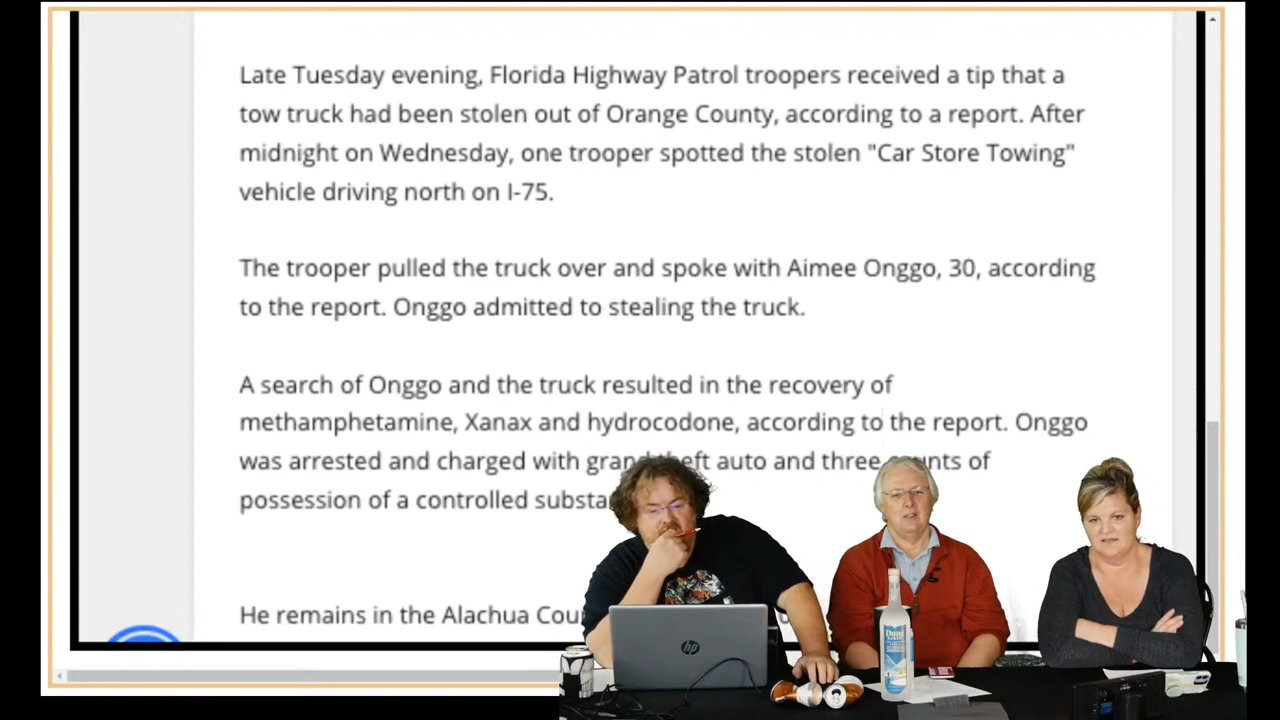 Late Tuesday evening, Florida Highway Patrol troopers received a tip that a
tow truck had been stolen out of Orange County, according to a report. After
midnight on Wednesday, one trooper spotted the stolen "Car Store Towing"
vehicle driving north on I-75.
The trooper pulled the truck over and spoke with Aimee Onggo, 30, according
to the report. Onggo admitted to stealing the truck.
A search of Onggo and the truck resulted in the recovery of
methamphetamine, Xanax and hydrocodone, according to the report. Onggo
was arrested and charged with grand theft auto and three counts of
possession of a controlled substa
He remains in the Alachua Cou
hp